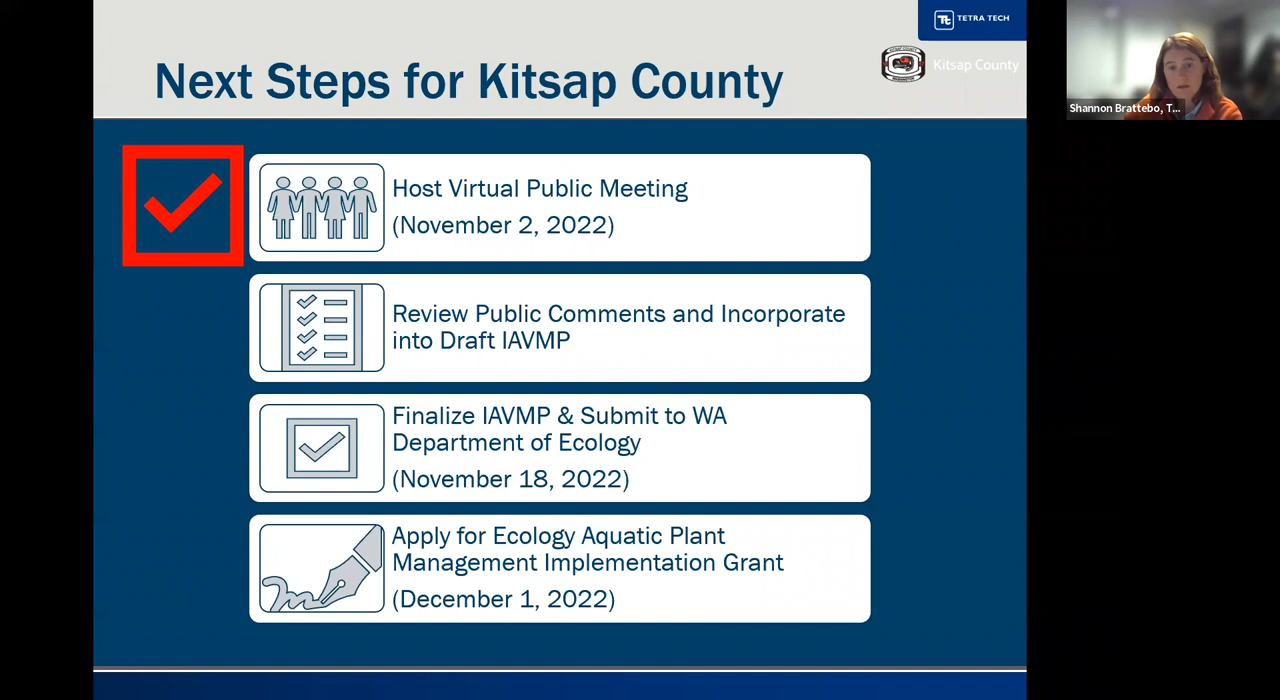 TETRA TECH
Next Steps for Kitsap County
Kitsap County
Shannon Brattebo, T...
Host Virtual Public Meeting
(November 2, 2022)
Review Public Comments and Incorporate
into Draft IAVMP
Finalize IAVMP & Submit to WA
Department of Ecology
(November 18, 2022)
Apply for Ecology Aquatic Plant
Management Implementation Grant
(December 1, 2022)